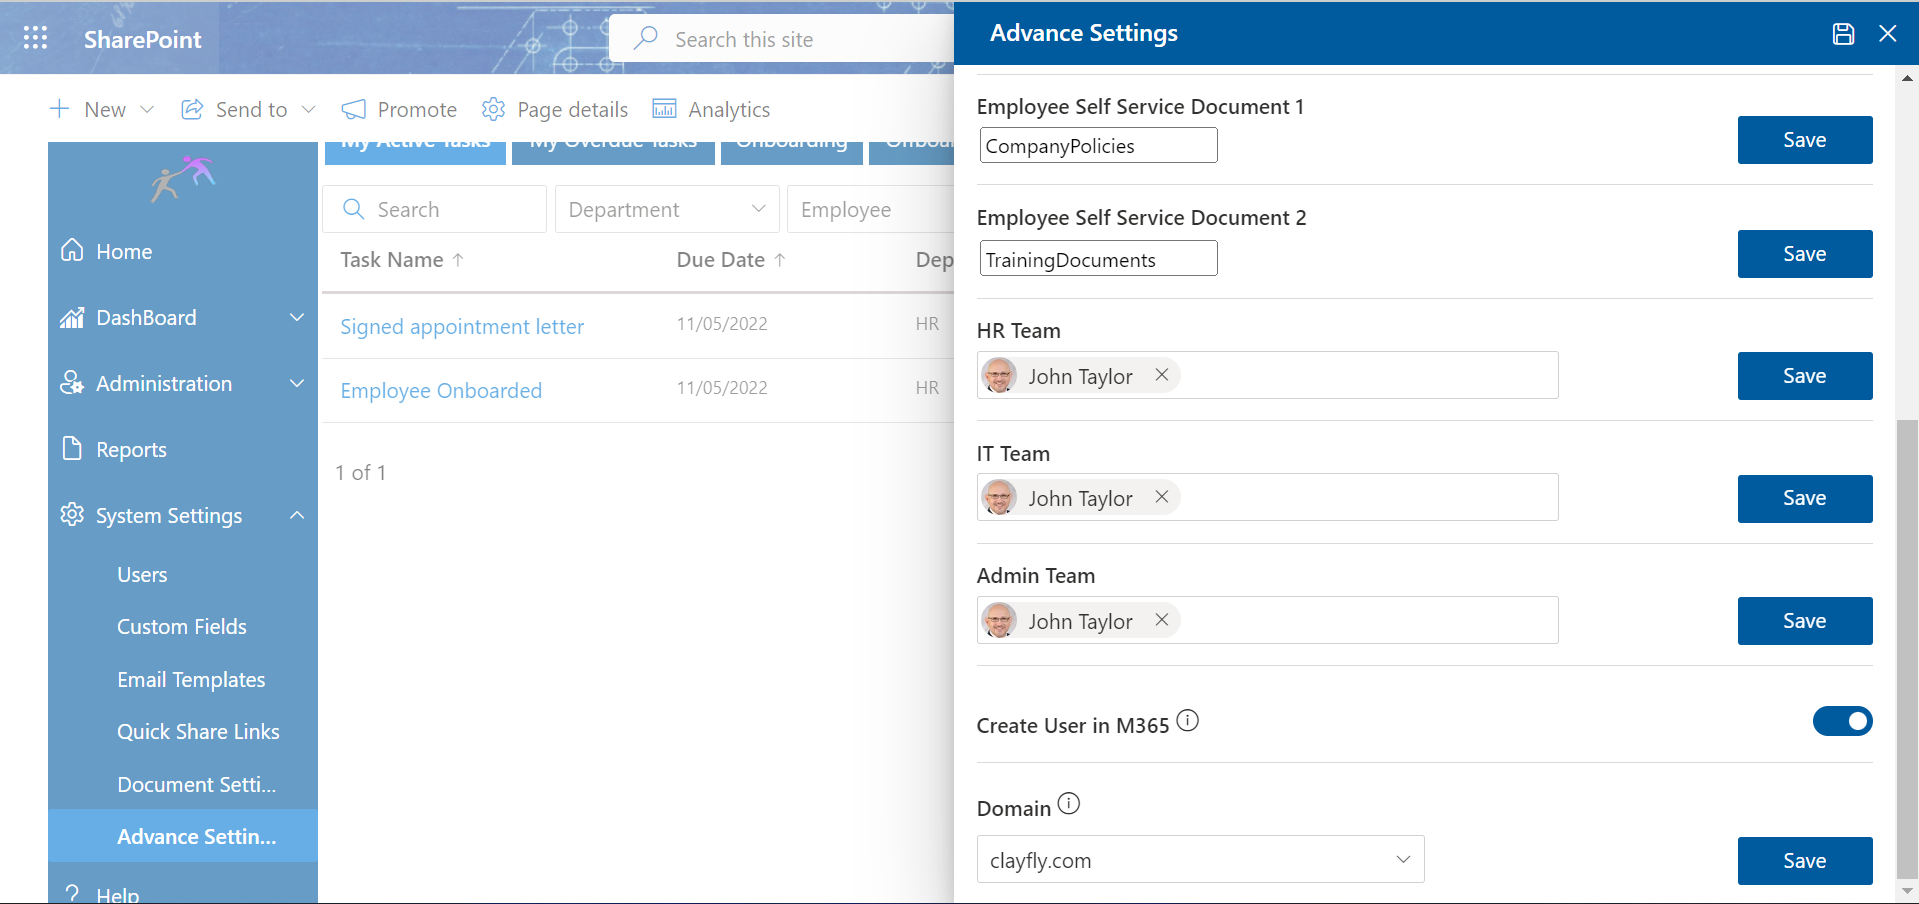 SharePoint
Search this site
New
Send to
Promote
Page details
Analytics
Home
DashBoard
Administration
Reports
System Settings
Users
Custom Fields
Email Templates
Quick Share Links
Document Setti...
Advance Settin...
Help
My Active Tasks
My Overdue Tasks
Onboarding
Search
Department
Employee
Task Name
Due Date
Dep
Signed appointment letter
11/05/2022
HR
Employee Onboarded
11/05/2022
HR
1 of 1
Advance Settings
Employee Self Service Document 1
CompanyPolicies
Save
Employee Self Service Document 2
TrainingDocuments
Save
HR Team
John Taylor
Save
IT Team
John Taylor
Save
Admin Team
John Taylor
Save
Create User in M365
Domain
clayfly.com
Save